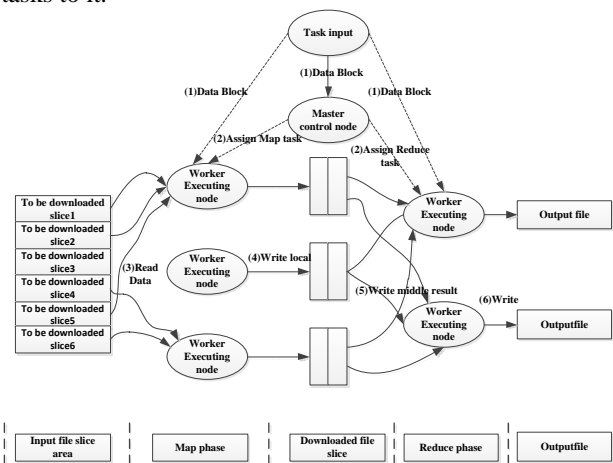 tasks to it.
Task input
(1)Data Block
(1)Data Block
(1)Data Block
Master
control node
(2)Assign Map task
(2)Assign Reduce
task
Worker
Executing
node
Worker
Executing
node
Output file
To be downloaded
slice1
To be downloaded
slice2
To be downloaded
slice3
To be downloaded
slice4
To be downloaded
slice5
To be downloaded
slice6
(3)Read
Data
Worker
Executing
node
(4)Write local
(5)Write middle result
(6)Write
Worker
Executing
node
Outputfile
Worker
Executing
node
Input file slice
area
Map phase
Downloaded file
slice
Reduce phase
Outputfile